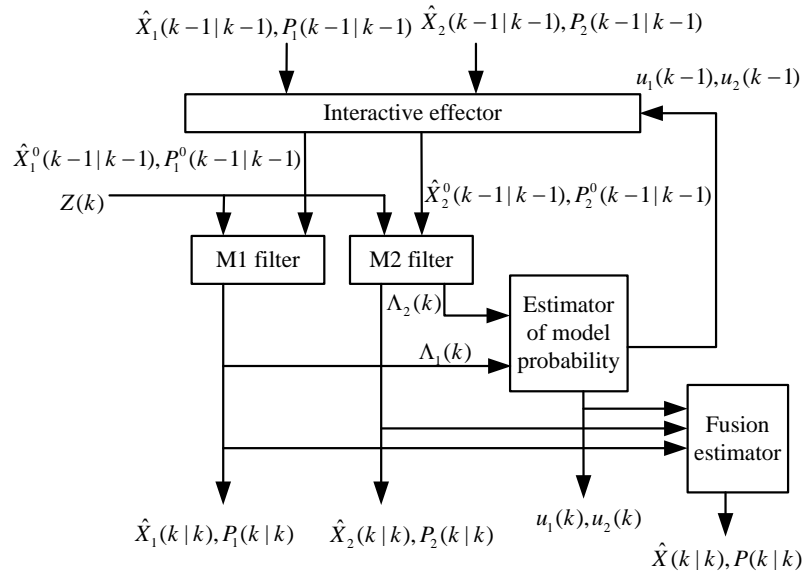 X̂₁(k−1|k−1), P₁(k−1|k−1)
X̂₂(k−1|k−1), P₂(k−1|k−1)
u₁(k−1), u₂(k−1)
Interactive effector
X̂₁⁰(k−1|k−1), P₁⁰(k−1|k−1)
X̂₂⁰(k−1|k−1), P₂⁰(k−1|k−1)
Z(k)
M1 filter
M2 filter
Λ₂(k)
Estimator
of model
probability
Λ₁(k)
Fusion
estimator
X̂₁(k|k), P₁(k|k)
X̂₂(k|k), P₂(k|k)
u₁(k), u₂(k)
X̂(k|k), P(k|k)